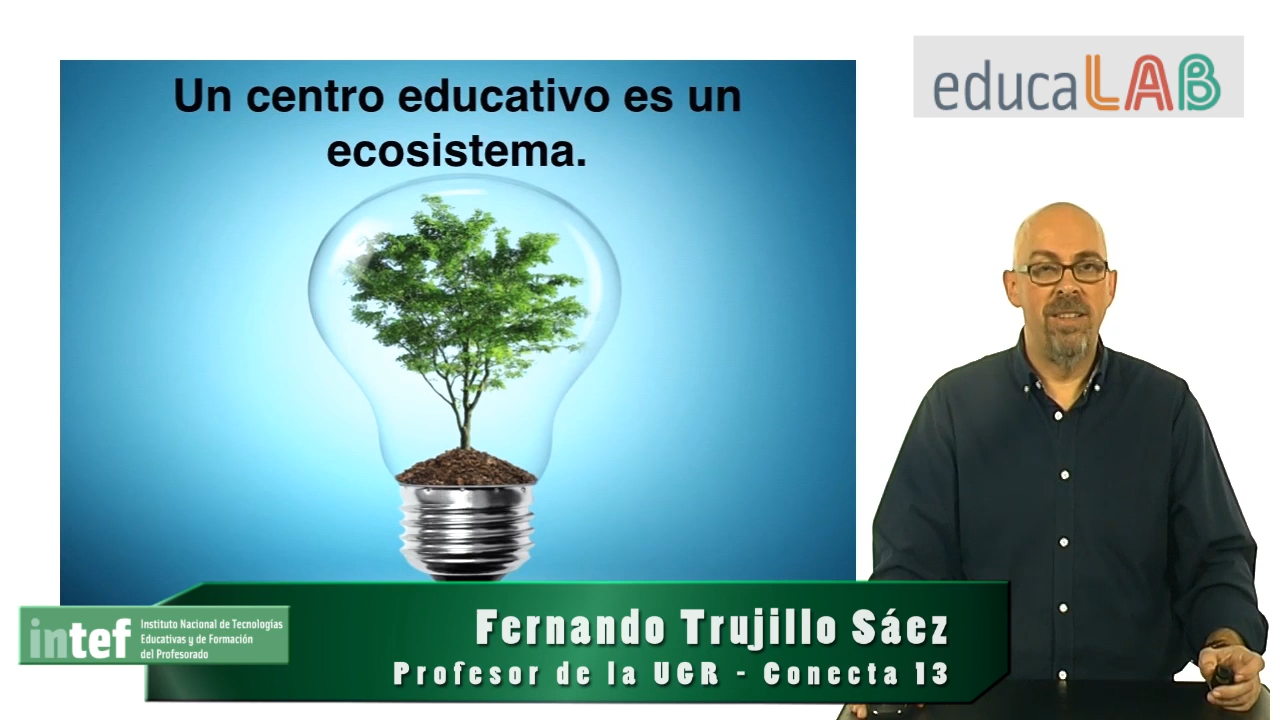 Un centro educativo es un
ecosistema.
educaLAB
intef
Instituto Nacional de Tecnologías
Educativas y de Formación
del Profesorado
Fernando Trujillo Sáez
Profesor de la UGR - Conecta 13